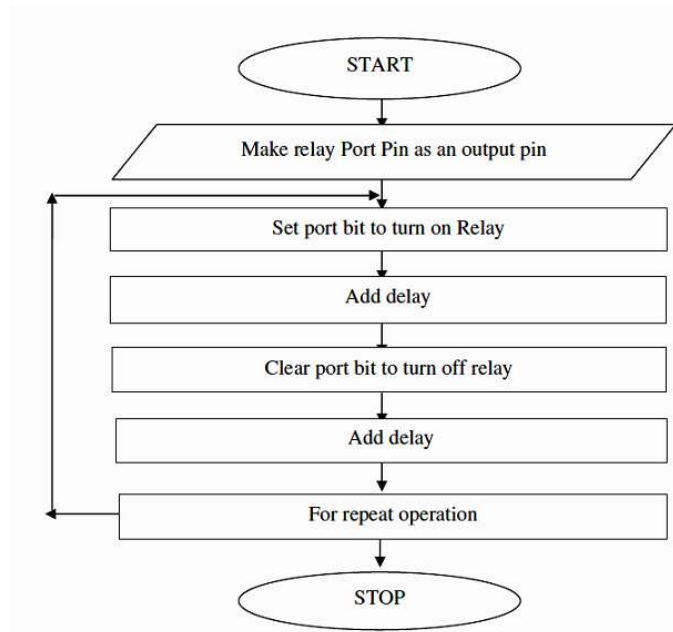 START
Make relay Port Pin as an output pin
Set port bit to turn on Relay
Add delay
Clear port bit to turn off relay
Add delay
For repeat operation
STOP